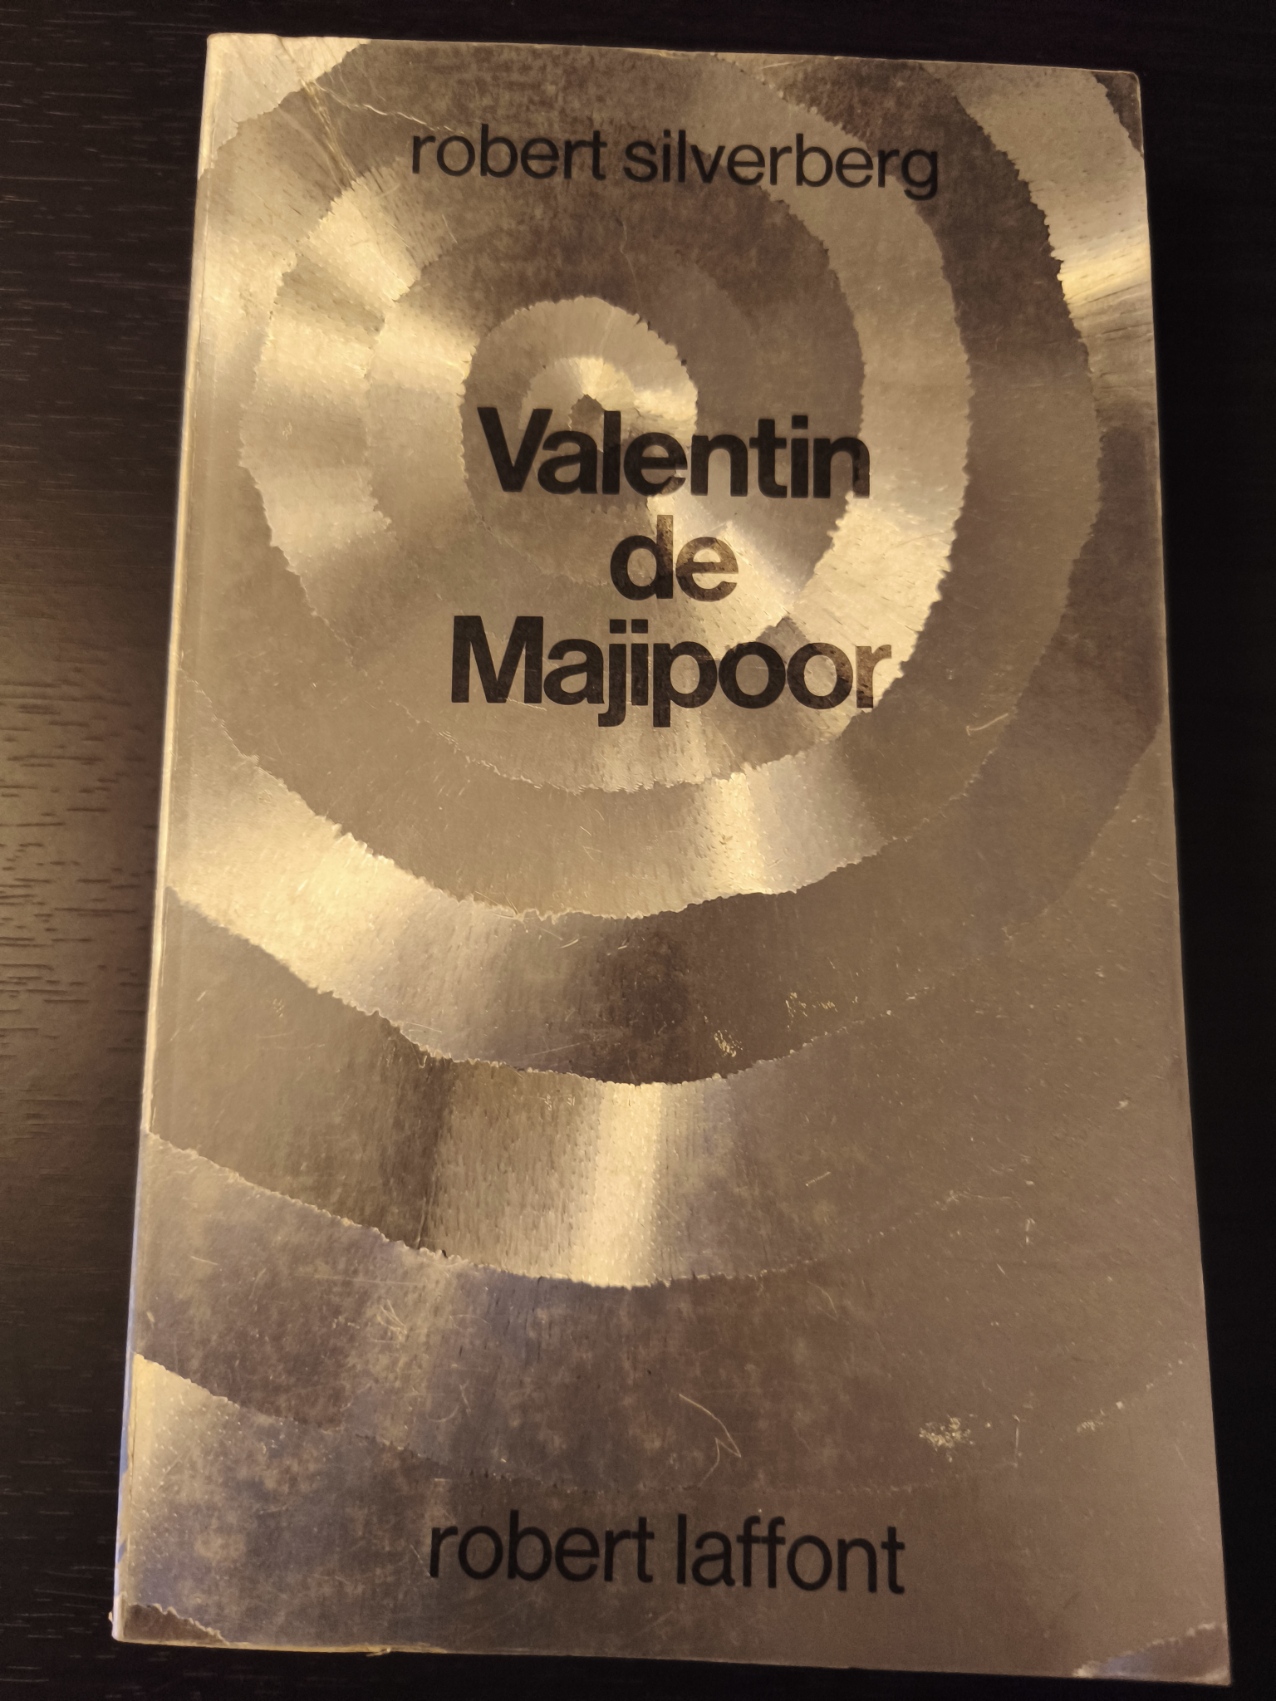 robert silverberg
Valentin
de
Majipoor
robert laffont